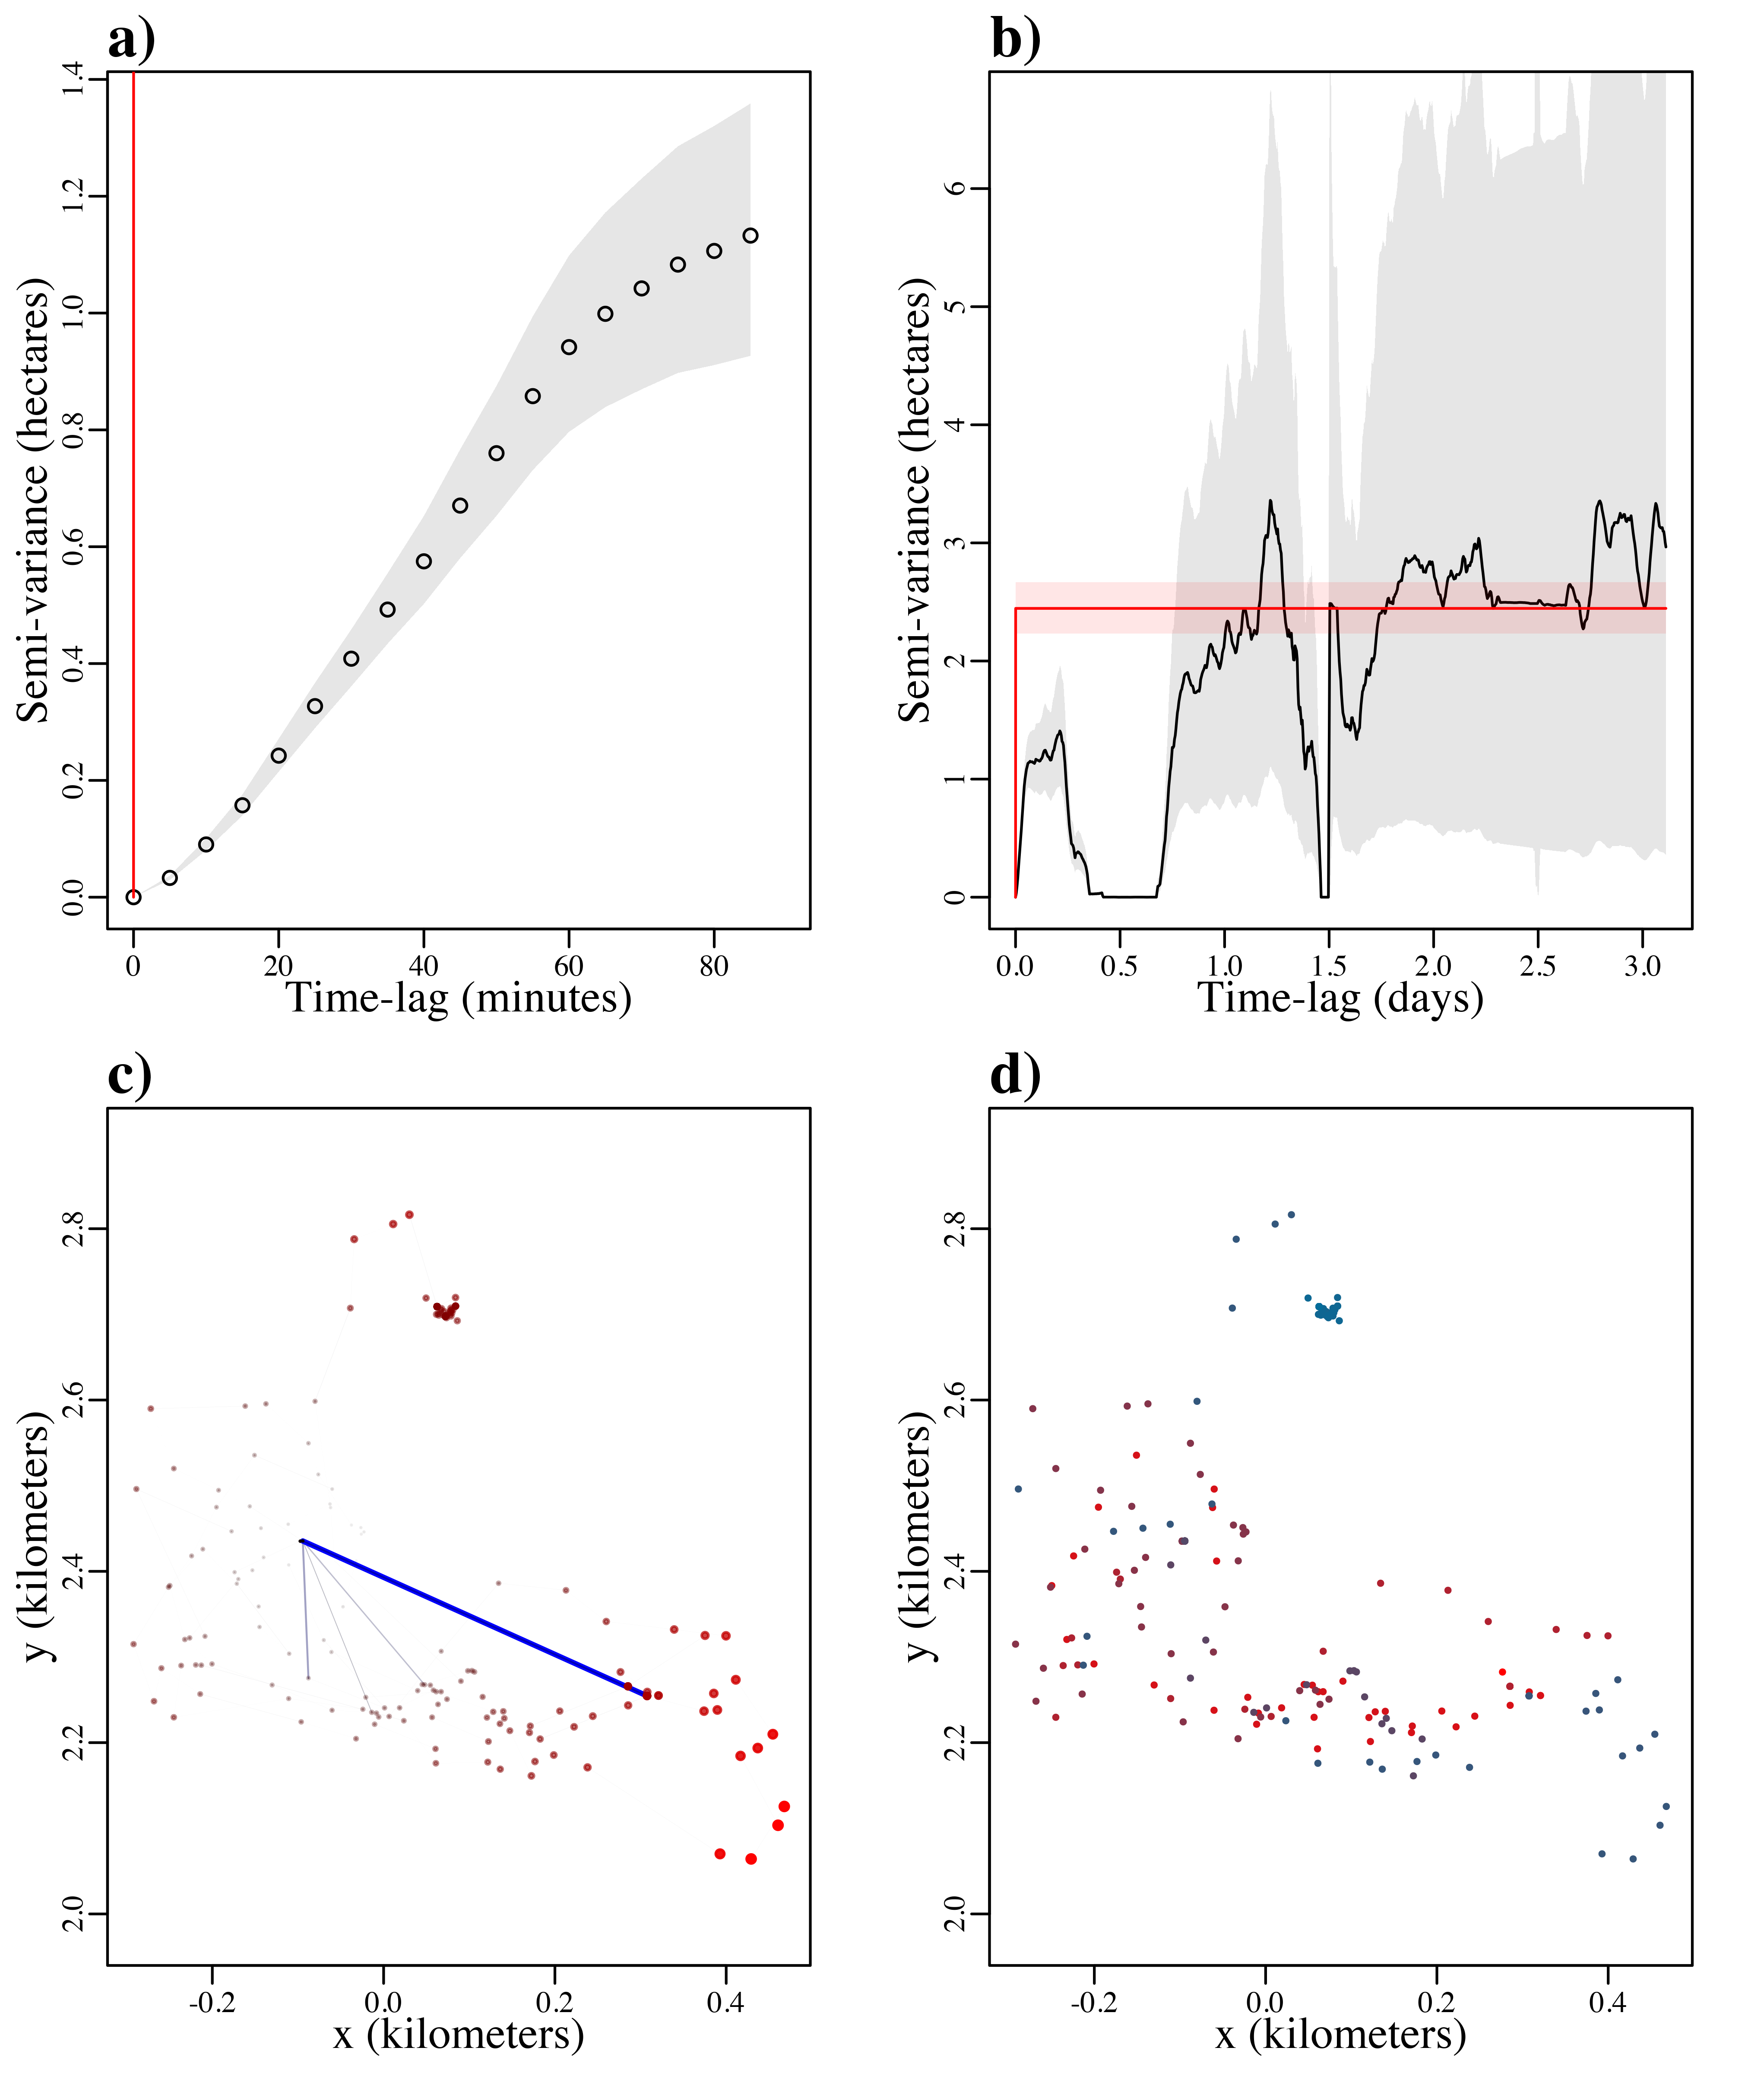 a)
Semi-variance (hectares)
0.0 0.2 0.4 0.6 0.8 1.0 1.2 1.4
0 20 40 60 80
Time-lag (minutes)
b)
Semi-variance (hectares)
0 1 2 3 4 5 6
0.0 0.5 1.0 1.5 2.0 2.5 3.0
Time-lag (days)
c)
y (kilometers)
2.0 2.2 2.4 2.6 2.8
-0.2 0.0 0.2 0.4
x (kilometers)
d)
y (kilometers)
2.0 2.2 2.4 2.6 2.8
-0.2 0.0 0.2 0.4
x (kilometers)